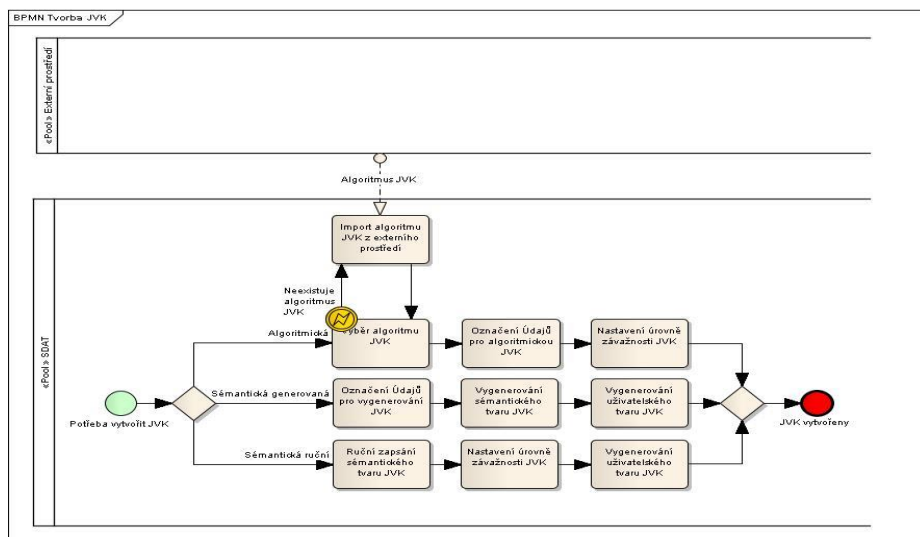 BPMN Tvorba JVK
«Pool» Externí prostředí
Algoritmus JVK
«Pool» SDAT
Import algoritmu
JVK z externího
prostředí
Neexistuje
algoritmus
JVK
Algoritmická
Výběr algoritmu
JVK
Označení Údajů
pro algoritmickou
JVK
Nastavení úrovně
závažnosti JVK
Potřeba vytvořit JVK
Sémantická generovaná
Označení Údajů
pro vygenerování
JVK
Vygenerování
sémantického
tvaru JVK
Vygenerování
uživatelského
tvaru JVK
JVK vytvořeny
Sémantická ruční
Ruční zapsání
sémantického
tvaru JVK
Nastavení úrovně
závažnosti JVK
Vygenerování
uživatelského
tvaru JVK